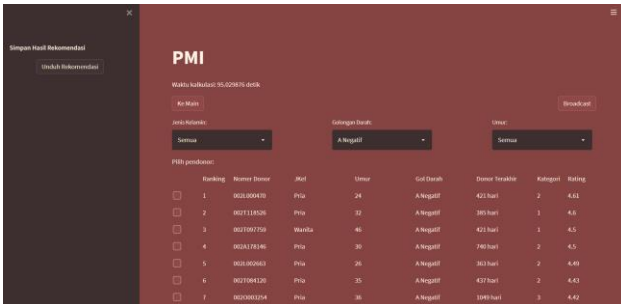 Simpan Hasil Rekomendasi
Unduh Rekomendasi
PMI
Waktu kalkulasi: 95,029876 detik
Ke Main
Broadcast
Jenis Kelamin: Golongan Darah: Umur:
Semua A Negatif Semua
Pilih pendonor:
Ranking Nomor Donor JKel Umur Gol Darah Donor Terakhir Kategori Rating
1 002L000470 Pria 24 A Negatif 421 hari 2 4.61
2 002T118526 Pria 32 A Negatif 385 hari 1 4.6
3 002T097759 Wanita 46 A Negatif 421 hari 1 4.5
4 002A178146 Pria 30 A Negatif 740 hari 2 4.5
5 002L002663 Pria 26 A Negatif 363 hari 2 4.49
6 002T084120 Pria 35 A Negatif 437 hari 2 4.43
7 002O003254 Pria 36 A Negatif 1049 hari 3 4.42